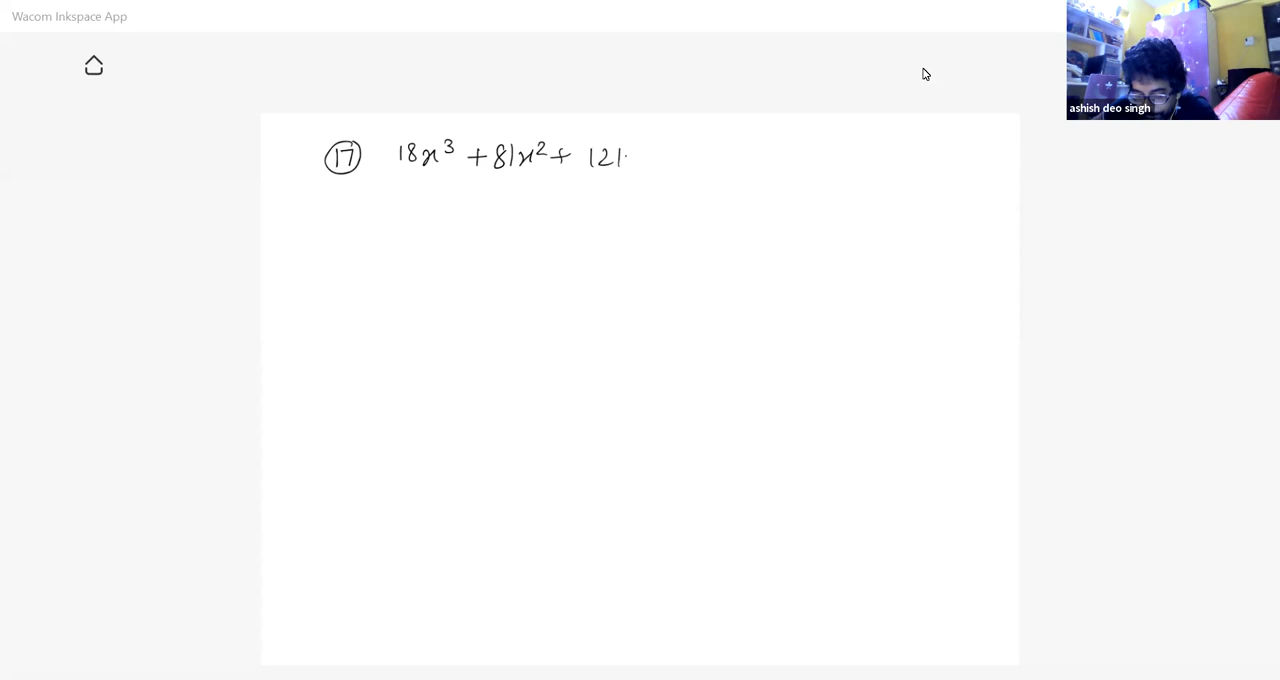 Wacom Inkspace App
ashish deo singh
17 18x³ + 81x² + 121